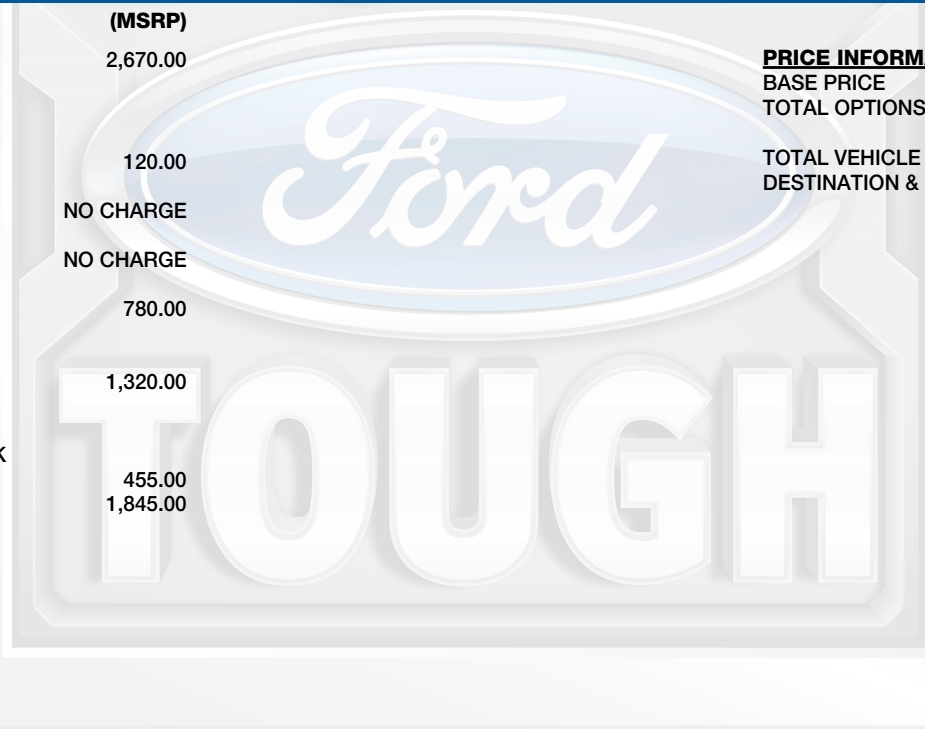 (MSRP)
2,670.00
120.00
NO CHARGE
NO CHARGE
780.00
1,320.00
455.00
1,845.00
PRICE INFORMA
BASE PRICE
TOTAL OPTIONS
TOTAL VEHICLE
DESTINATION &
Ford
TOUGH
K